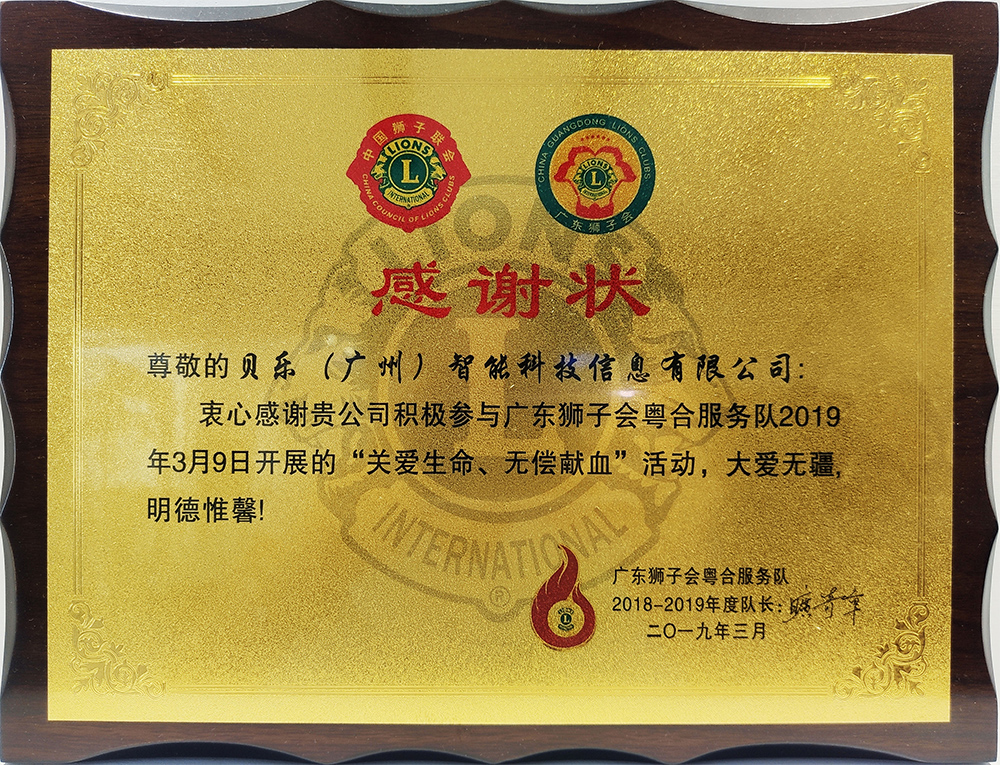 中国狮子联会
LIONS
L
INTERNATIONAL
CHINA COUNCIL OF LIONS CLUBS
CHINA GUANGDONG LIONS CLUBS
LIONS
L
广东狮子会
LIONS
L
INTERNATIONAL
®
感谢状
尊敬的贝乐（广州）智能科技信息有限公司：
衷心感谢贵公司积极参与广东狮子会粤合服务队2019
年3月9日开展的“关爱生命、无偿献血”活动，大爱无疆,
明德惟馨!
L
广东狮子会粤合服务队
2018-2019年度队长：
二〇一九年三月